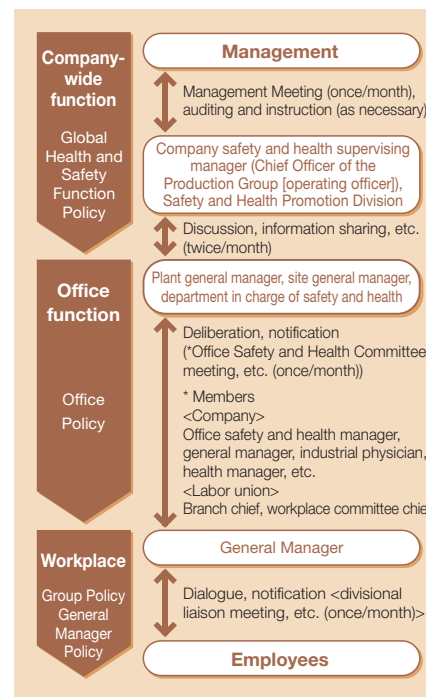 Company-
wide
function
Global
Health and
Safety
Function
Policy
Management
Management Meeting (once/month),
auditing and instruction (as necessary)
Company safety and health supervising
manager (Chief Officer of the
Production Group [operating officer]),
Safety and Health Promotion Division
Discussion, information sharing, etc.
(twice/month)
Office
function
Office
Policy
Plant general manager, site general manager,
department in charge of safety and health
Deliberation, notification
(*Office Safety and Health Committee
meeting, etc. (once/month))
* Members
<Company>
Office safety and health manager,
general manager, industrial physician,
health manager, etc.
<Labor union>
Branch chief, workplace committee chief
Workplace
Group Policy
General
Manager
Policy
General Manager
Dialogue, notification <divisional
liaison meeting, etc. (once/month)>
Employees